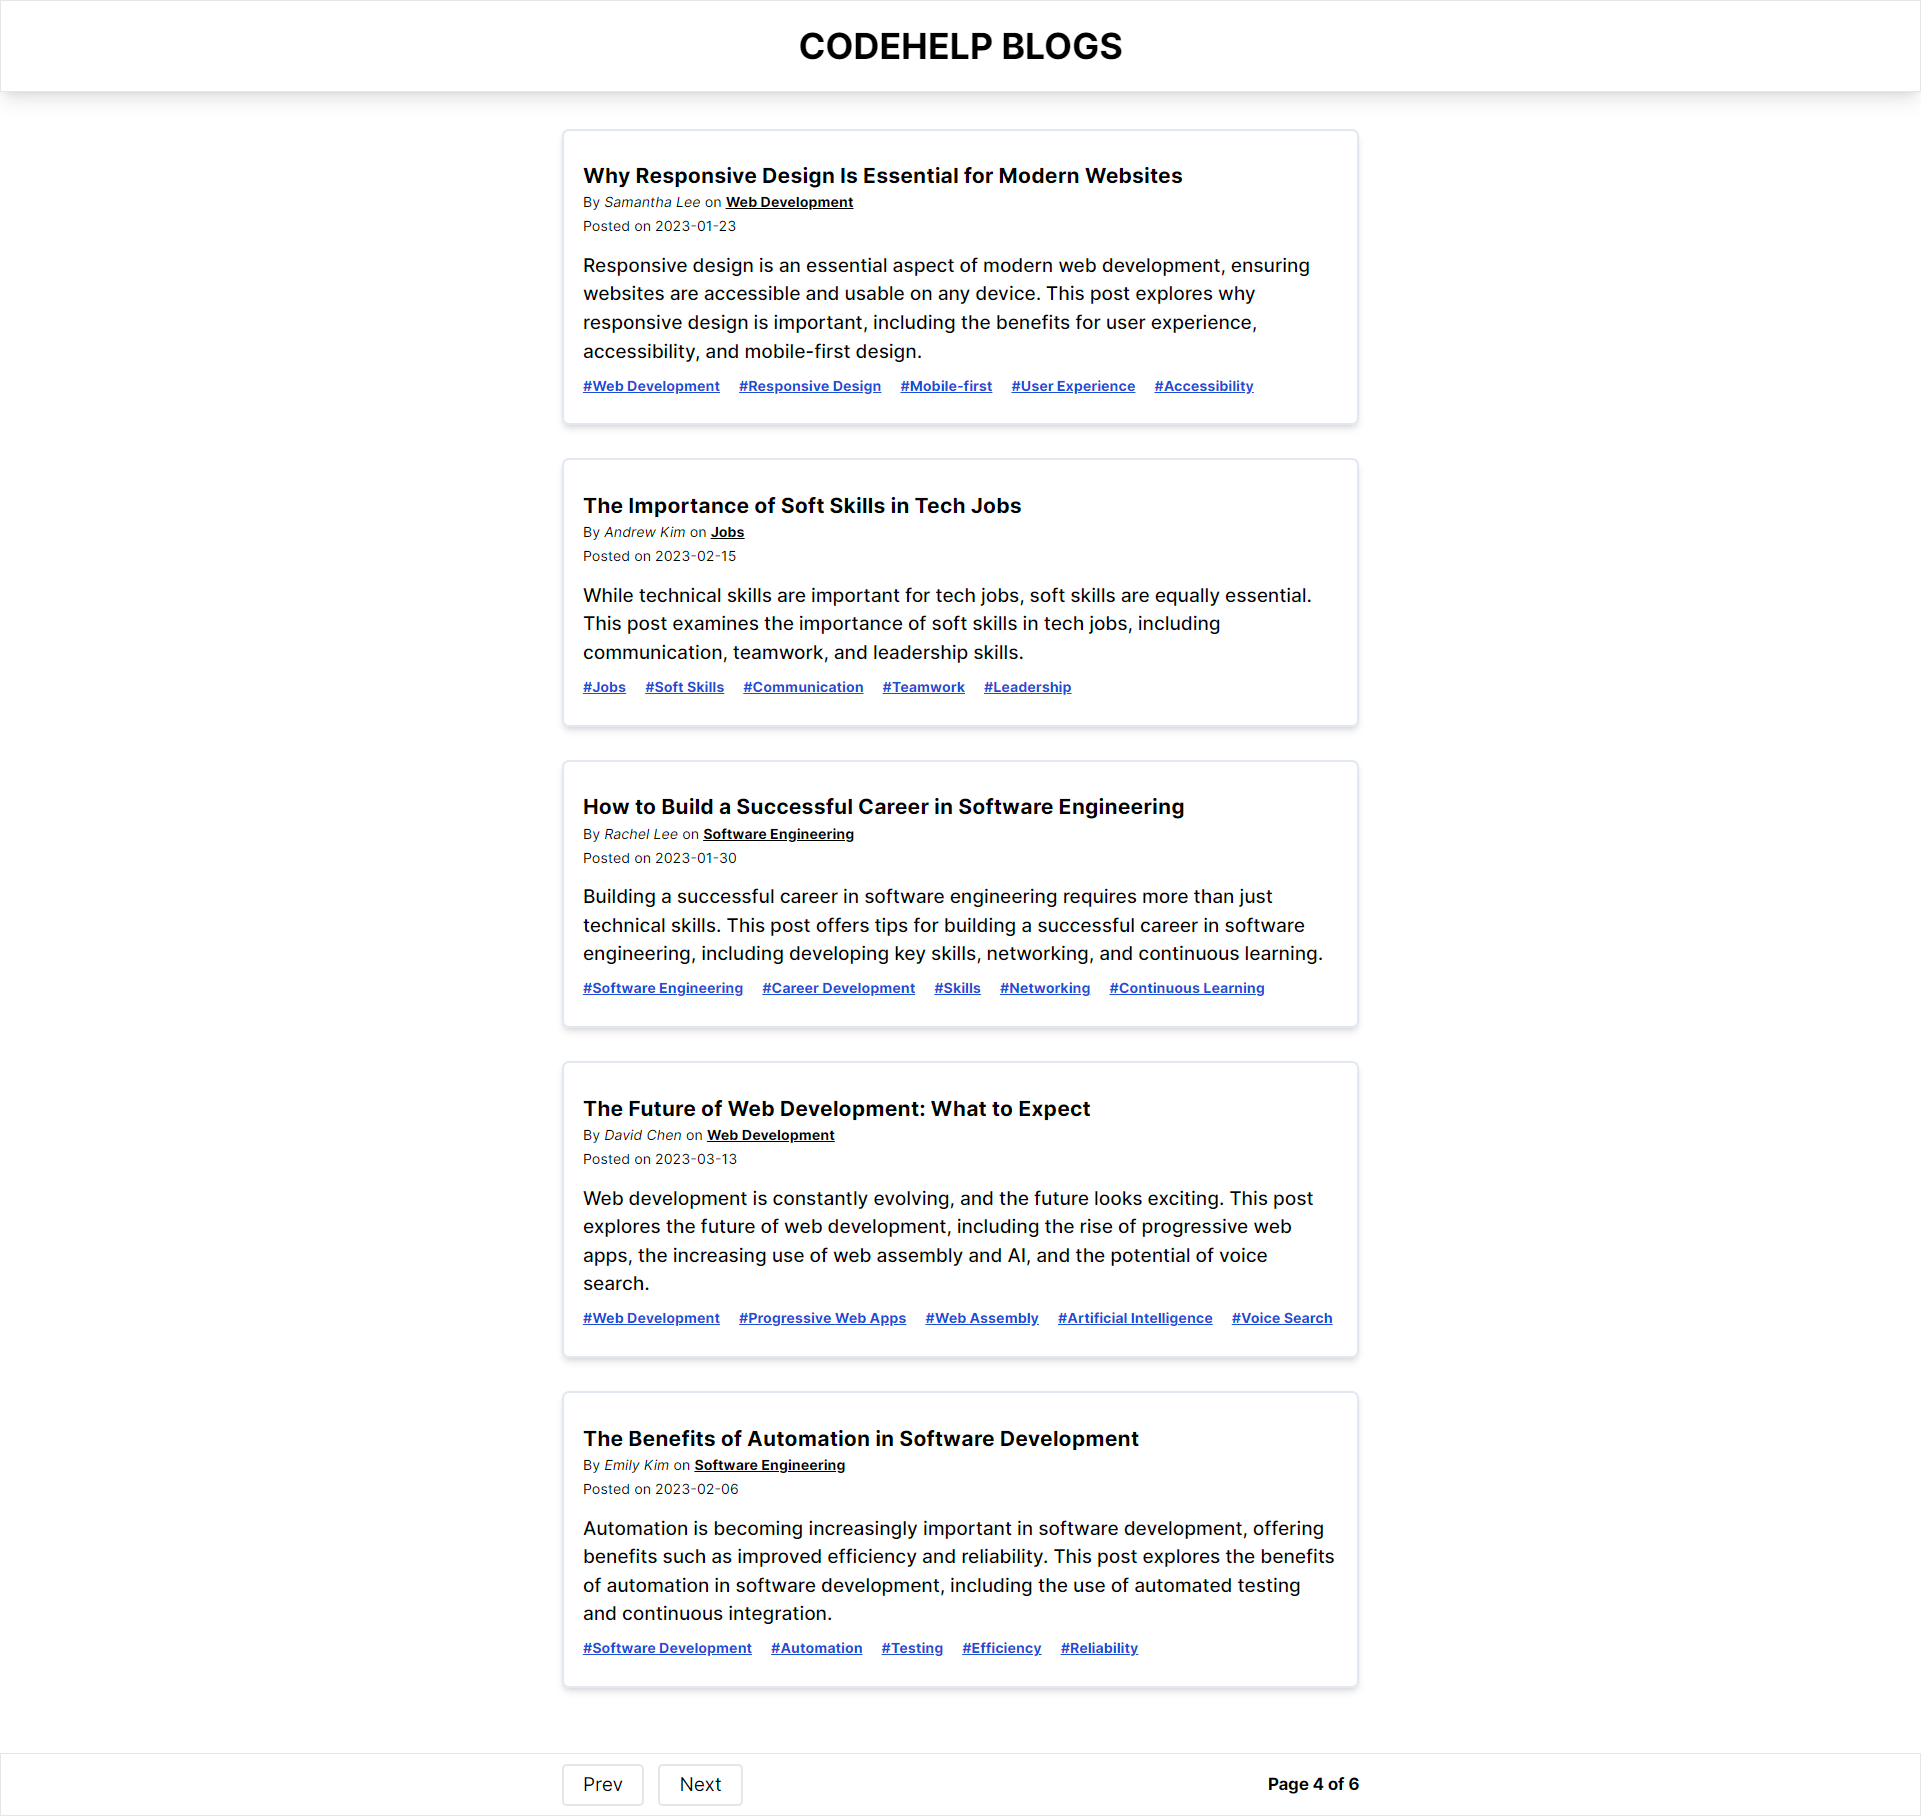 CODEHELP BLOGS
Why Responsive Design Is Essential for Modern Websites
By Samantha Lee on Web Development
Posted on 2023-01-23
Responsive design is an essential aspect of modern web development, ensuring
websites are accessible and usable on any device. This post explores why
responsive design is important, including the benefits for user experience,
accessibility, and mobile-first design.
#Web Development #Responsive Design #Mobile-first #User Experience #Accessibility
The Importance of Soft Skills in Tech Jobs
By Andrew Kim on Jobs
Posted on 2023-02-15
While technical skills are important for tech jobs, soft skills are equally essential.
This post examines the importance of soft skills in tech jobs, including
communication, teamwork, and leadership skills.
#Jobs #Soft Skills #Communication #Teamwork #Leadership
How to Build a Successful Career in Software Engineering
By Rachel Lee on Software Engineering
Posted on 2023-01-30
Building a successful career in software engineering requires more than just
technical skills. This post offers tips for building a successful career in software
engineering, including developing key skills, networking, and continuous learning.
#Software Engineering #Career Development #Skills #Networking #Continuous Learning
The Future of Web Development: What to Expect
By David Chen on Web Development
Posted on 2023-03-13
Web development is constantly evolving, and the future looks exciting. This post
explores the future of web development, including the rise of progressive web
apps, the increasing use of web assembly and AI, and the potential of voice
search.
#Web Development #Progressive Web Apps #Web Assembly #Artificial Intelligence #Voice Search
The Benefits of Automation in Software Development
By Emily Kim on Software Engineering
Posted on 2023-02-06
Automation is becoming increasingly important in software development, offering
benefits such as improved efficiency and reliability. This post explores the benefits
of automation in software development, including the use of automated testing
and continuous integration.
#Software Development #Automation #Testing #Efficiency #Reliability
Prev Next Page 4 of 6